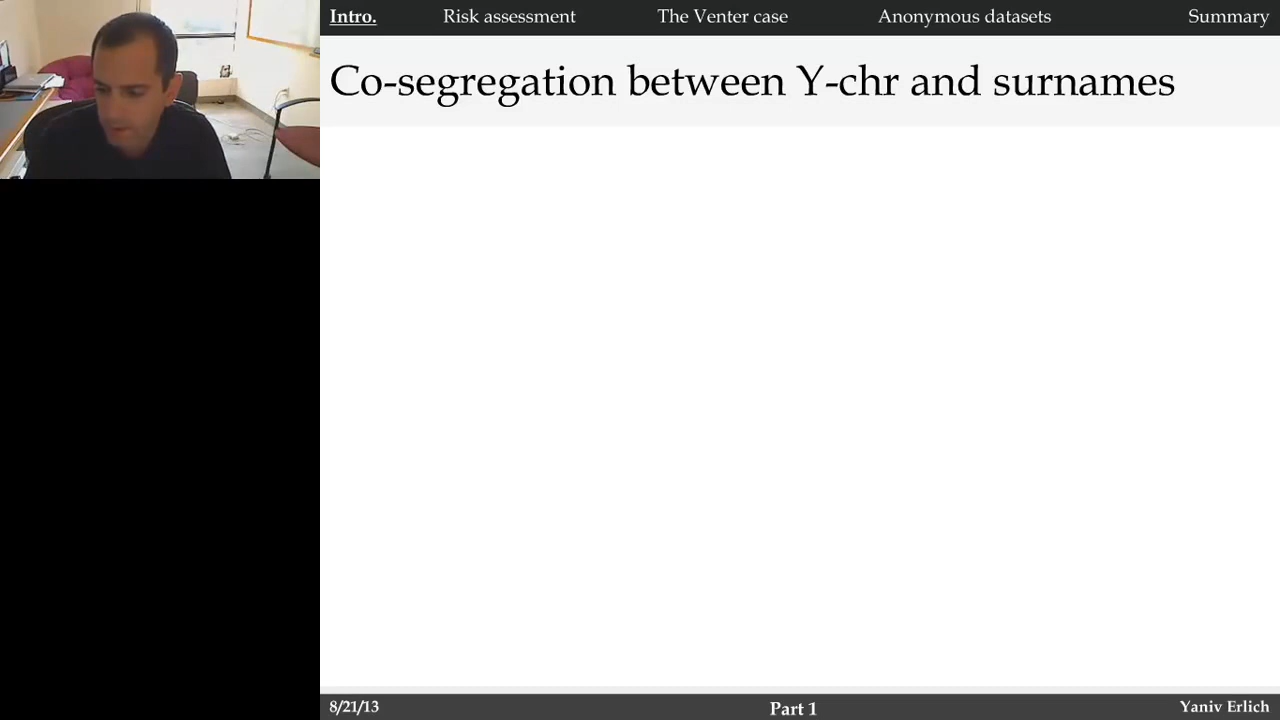 Intro. Risk assessment The Venter case Anonymous datasets Summary
Co-segregation between Y-chr and surnames
8/21/13 Part 1 Yaniv Erlich